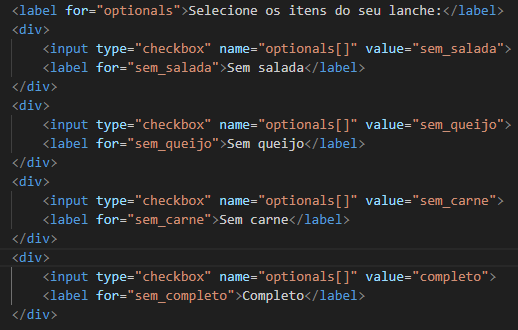 <label for="optionals">Selecione os itens do seu lanche:</label>
<div>
    <input type="checkbox" name="optionals[]" value="sem_salada">
    <label for="sem_salada">Sem salada</label>
</div>
<div>
    <input type="checkbox" name="optionals[]" value="sem_queijo">
    <label for="sem_queijo">Sem queijo</label>
</div>
<div>
    <input type="checkbox" name="optionals[]" value="sem_carne">
    <label for="sem_carne">Sem carne</label>
</div>
<div>
    <input type="checkbox" name="optionals[]" value="completo">
    <label for="sem_completo">Completo</label>
</div>